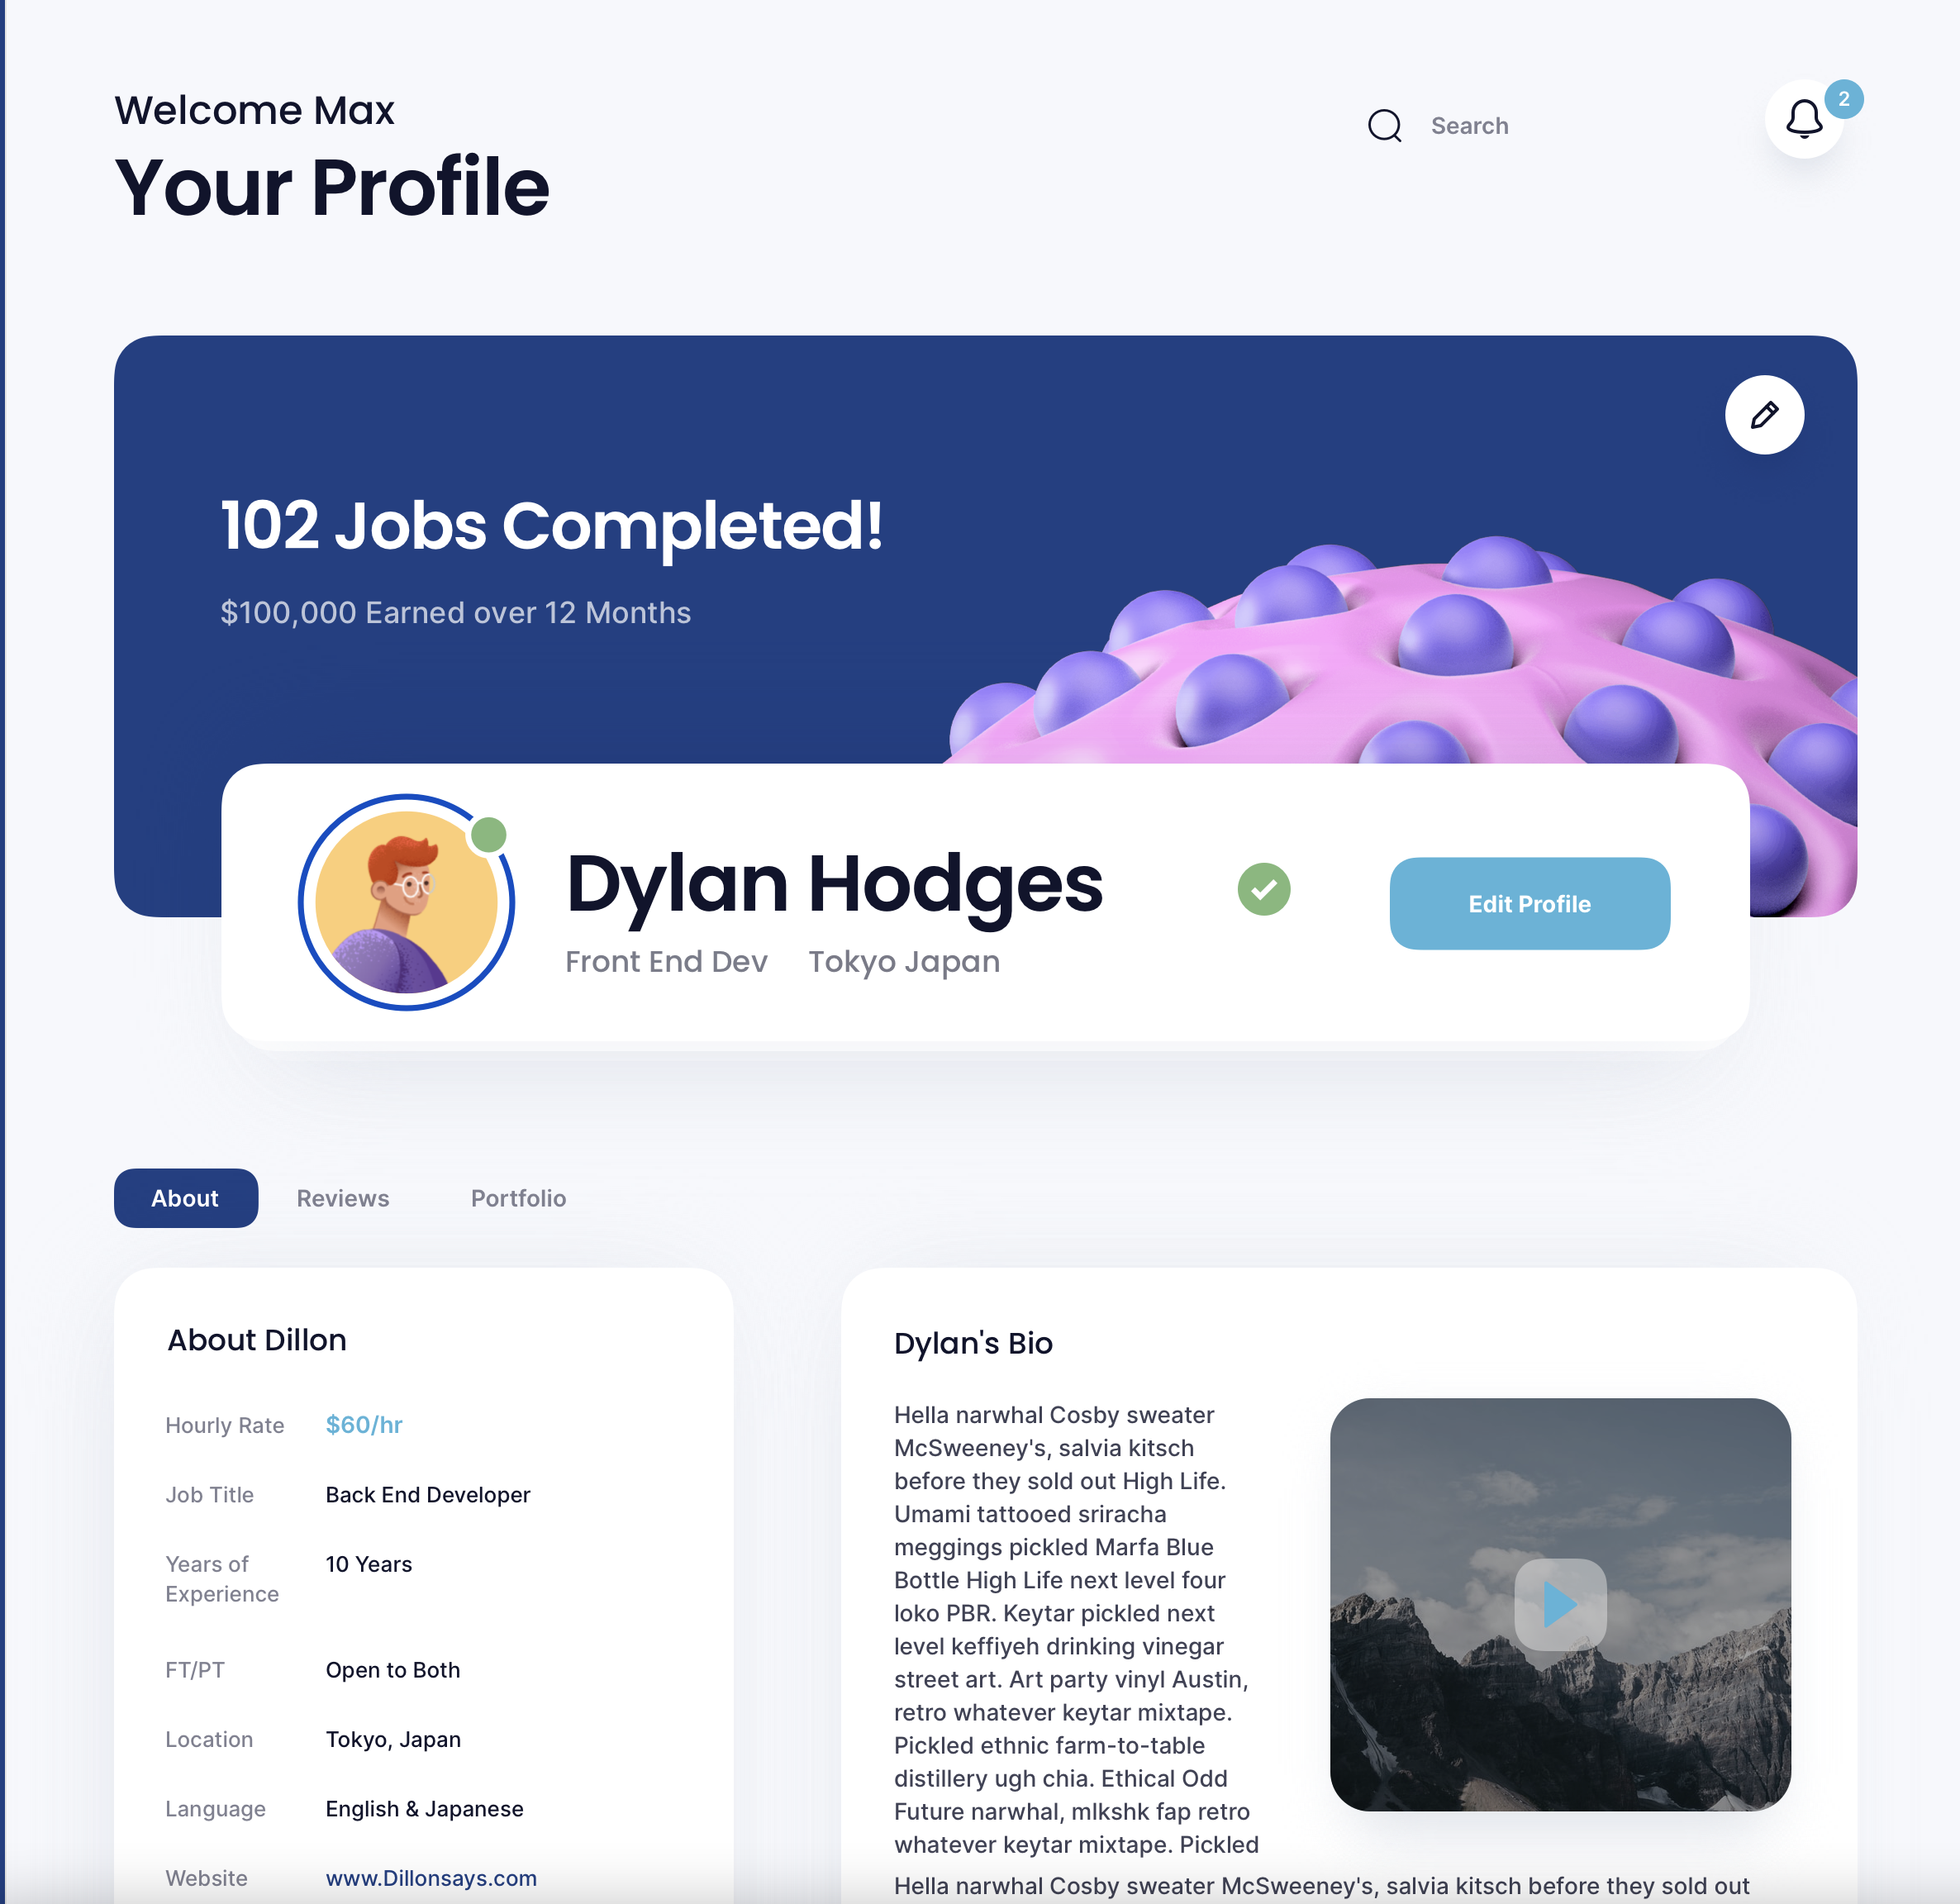 Welcome Max
Your Profile
Search
2
102 Jobs Completed!
$100,000 Earned over 12 Months
Dylan Hodges
Front End Dev Tokyo Japan
Edit Profile
About Reviews Portfolio
About Dillon
Hourly Rate $60/hr
Job Title Back End Developer
Years of 10 Years
Experience
FT/PT Open to Both
Location Tokyo, Japan
Language English & Japanese
Website www.Dillonsays.com
Dylan's Bio
Hella narwhal Cosby sweater
McSweeney's, salvia kitsch
before they sold out High Life.
Umami tattooed sriracha
meggings pickled Marfa Blue
Bottle High Life next level four
loko PBR. Keytar pickled next
level keffiyeh drinking vinegar
street art. Art party vinyl Austin,
retro whatever keytar mixtape.
Pickled ethnic farm-to-table
distillery ugh chia. Ethical Odd
Future narwhal, mlkshk fap retro
whatever keytar mixtape. Pickled
Hella narwhal Cosby sweater McSweeney's, salvia kitsch before they sold out